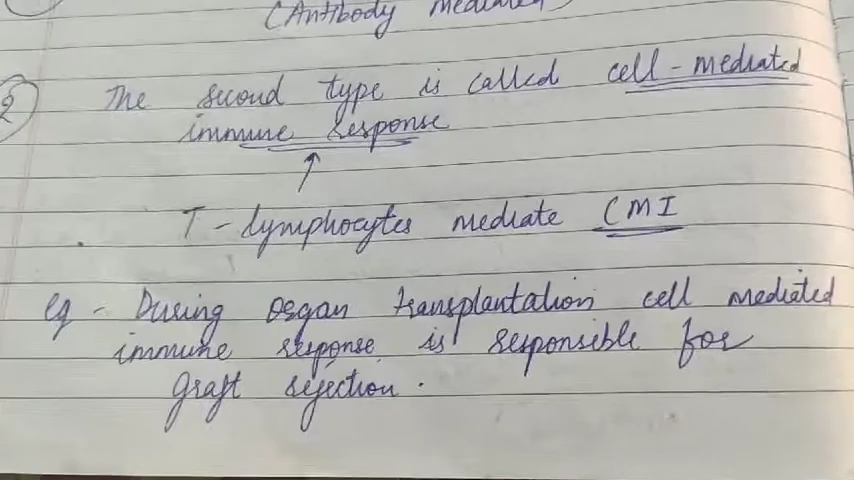 (Antibody mediated)
2 The second type is called cell-mediated
immune response
↑
T-lymphocytes mediate CMI
eg - During organ transplantation cell mediated
immune response is responsible for
graft rejection.